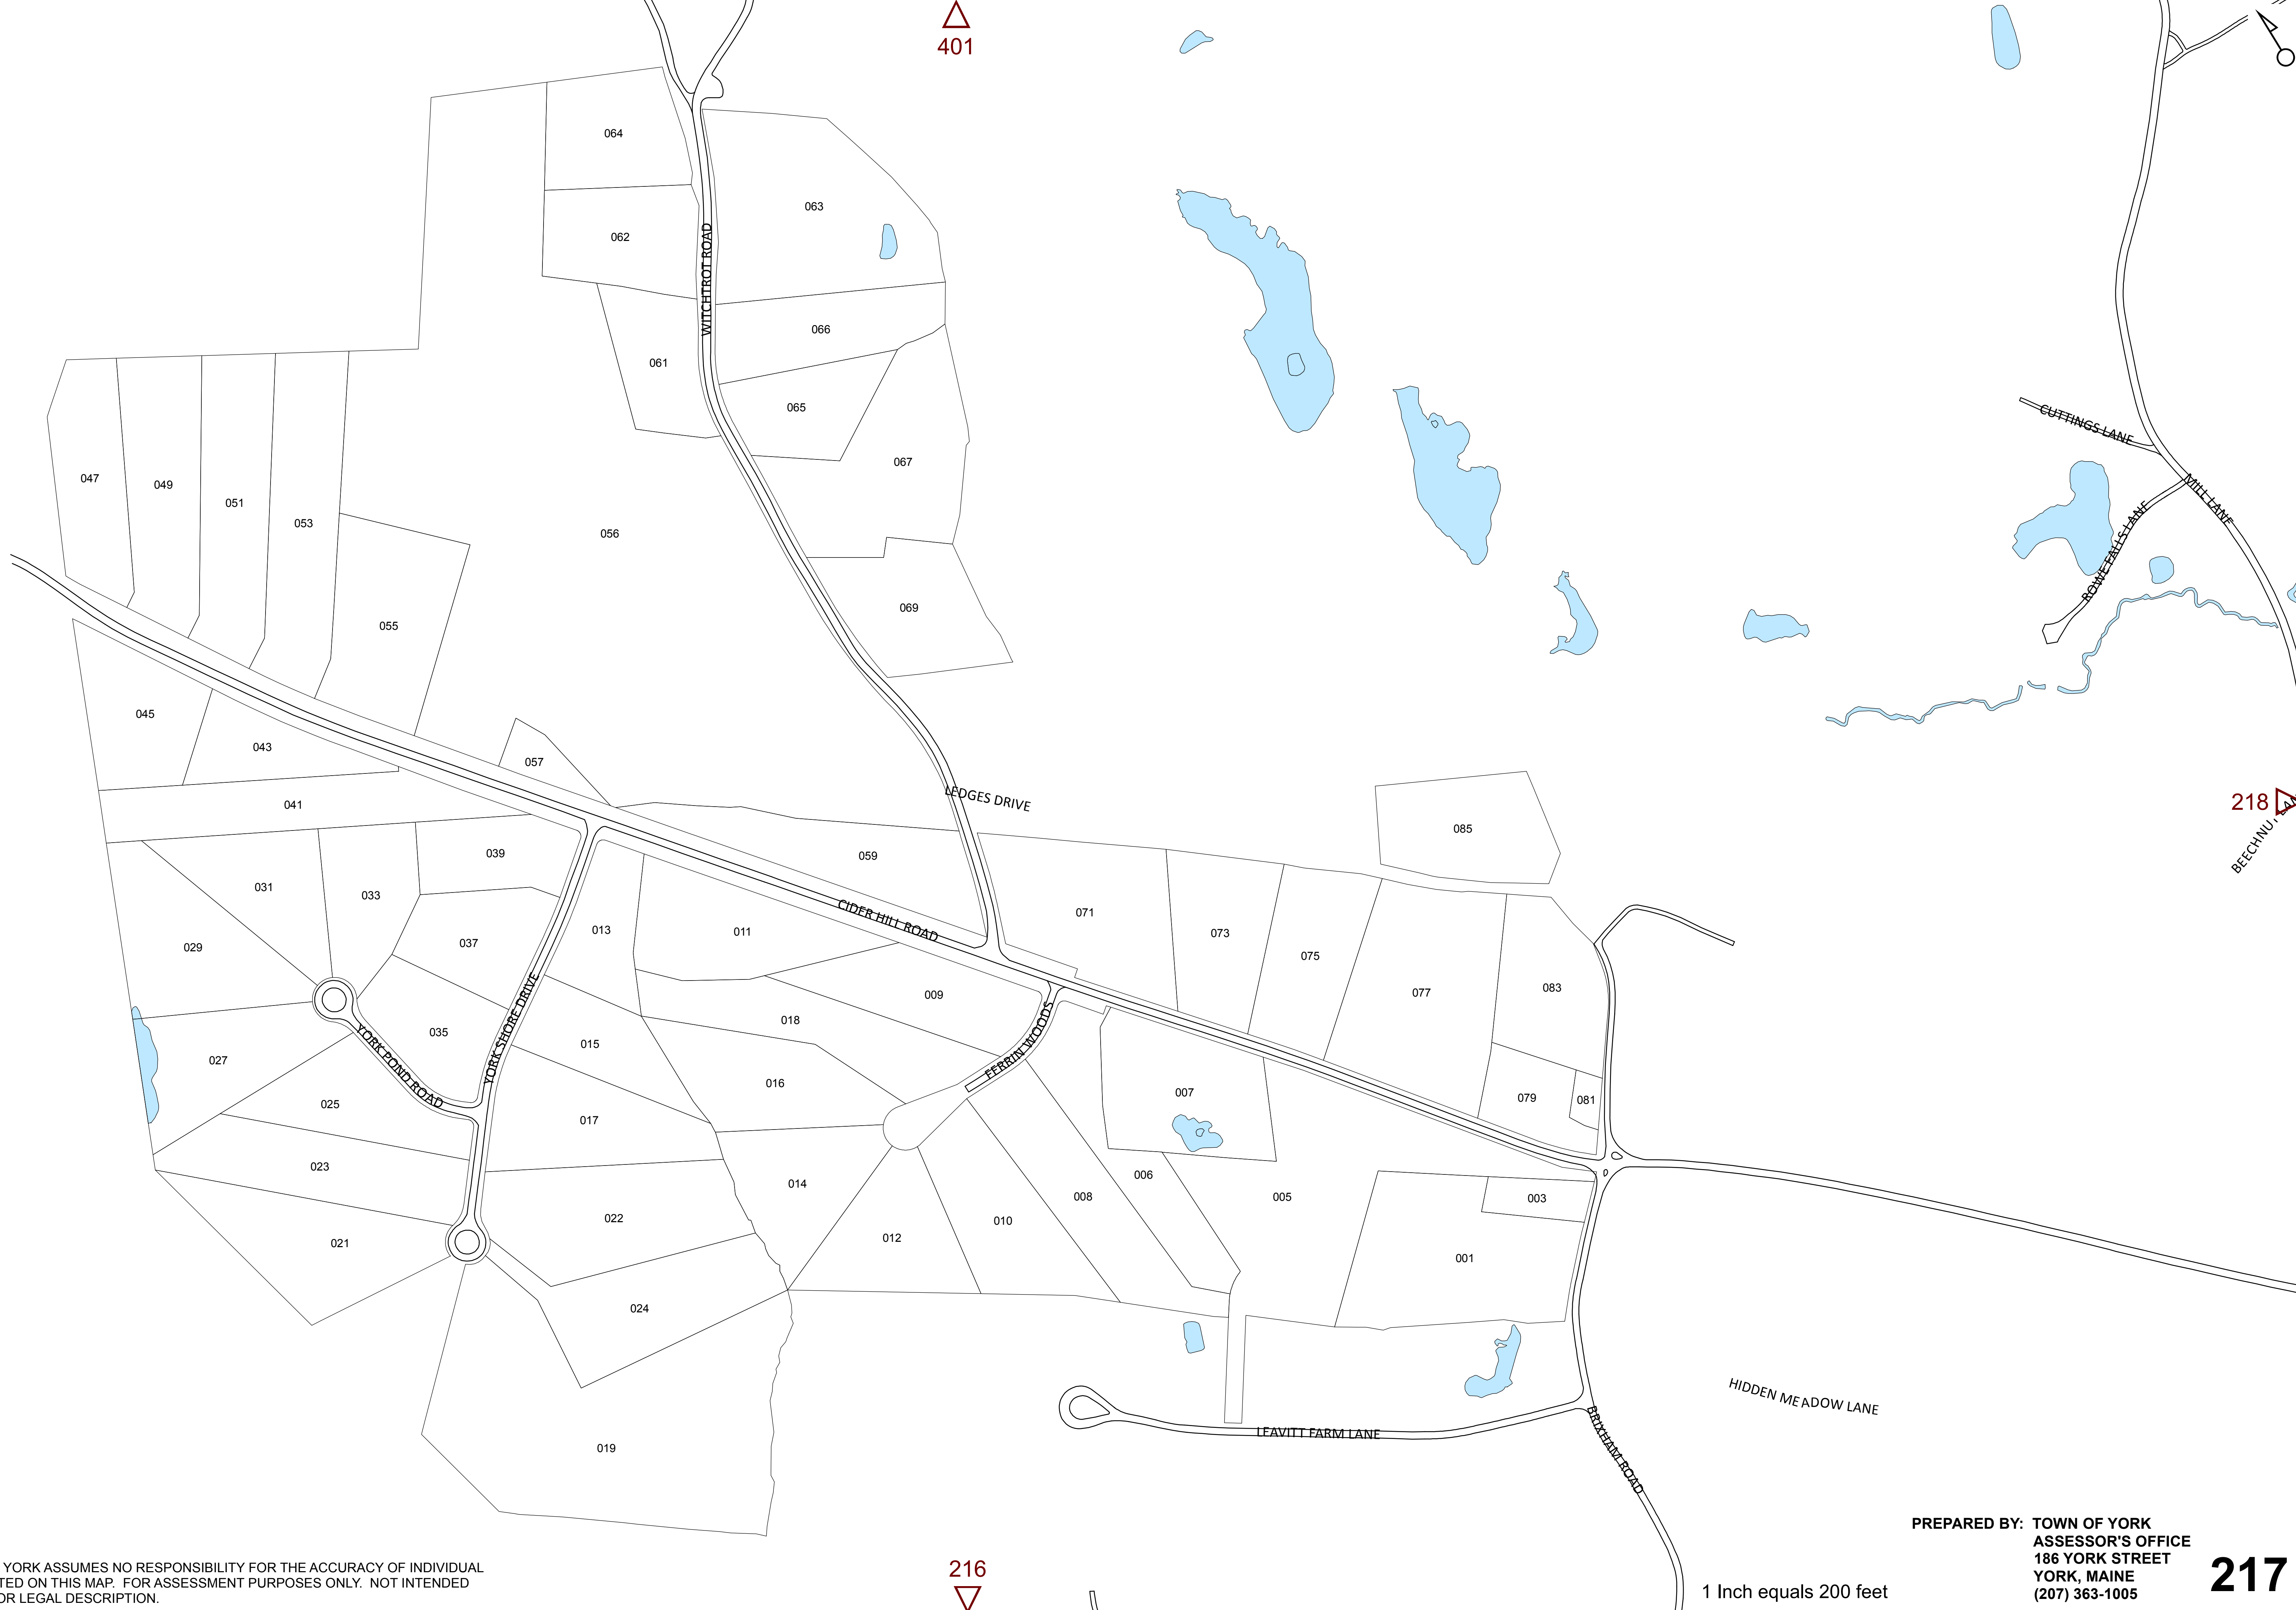 401
064
063
062
WITCHTROT ROAD
066
061
065
CUTTINGS LANE
067
047
049
MILL LANE
051
053
056
ROWE FALLS LANE
069
055
045
043
057
LEDGES DRIVE
218
041
085
BEECHNU
039
059
031
033
071
CIDER HILL ROAD
013
011
073
037
029
075
083
077
009
018
YORK SHORE DRIVE
035
FERRIN WOODS
015
027
YORK POND ROAD
016
007
079
081
025
017
023
006
014
008
005
003
022
010
012
021
001
024
HIDDEN MEADOW LANE
LEAVITT FARM LANE
019
BRIXHAM ROAD
PREPARED BY: TOWN OF YORK
ASSESSOR'S OFFICE
186 YORK STREET
YORK, MAINE
(207) 363-1005
217
YORK ASSUMES NO RESPONSIBILITY FOR THE ACCURACY OF INDIVIDUAL
TED ON THIS MAP. FOR ASSESSMENT PURPOSES ONLY. NOT INTENDED
OR LEGAL DESCRIPTION.
216
1 Inch equals 200 feet